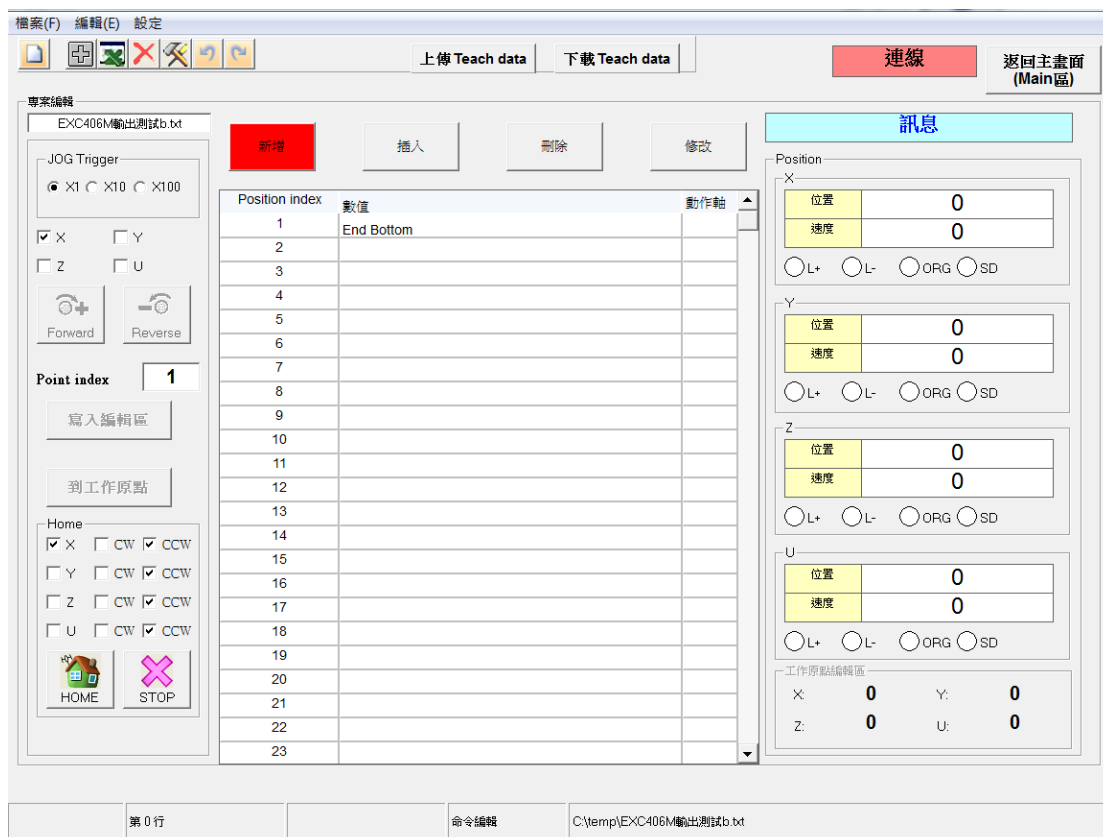 檔案(F) 編輯(E) 設定
上傳 Teach data 下載 Teach data
連線
返回主畫面
(Main區)
專案編輯
EXC406M輸出測試b.txt
JOG Trigger
X1 X10 X100
X Y
Z U
Forward Reverse
Point index 1
寫入編輯區
到工作原點
Home
X CW CCW
Y CW CCW
Z CW CCW
U CW CCW
HOME STOP
新增 插入 刪除 修改
Position index 數值 動作軸
1 End Bottom
2
3
4
5
6
7
8
9
10
11
12
13
14
15
16
17
18
19
20
21
22
23
訊息
Position
X
位置 0
速度 0
L+ L- ORG SD
Y
位置 0
速度 0
L+ L- ORG SD
Z
位置 0
速度 0
L+ L- ORG SD
U
位置 0
速度 0
L+ L- ORG SD
工作原點編輯區
X: 0 Y: 0
Z: 0 U: 0
第 0 行 命令編輯 C:\temp\EXC406M輸出測試b.txt